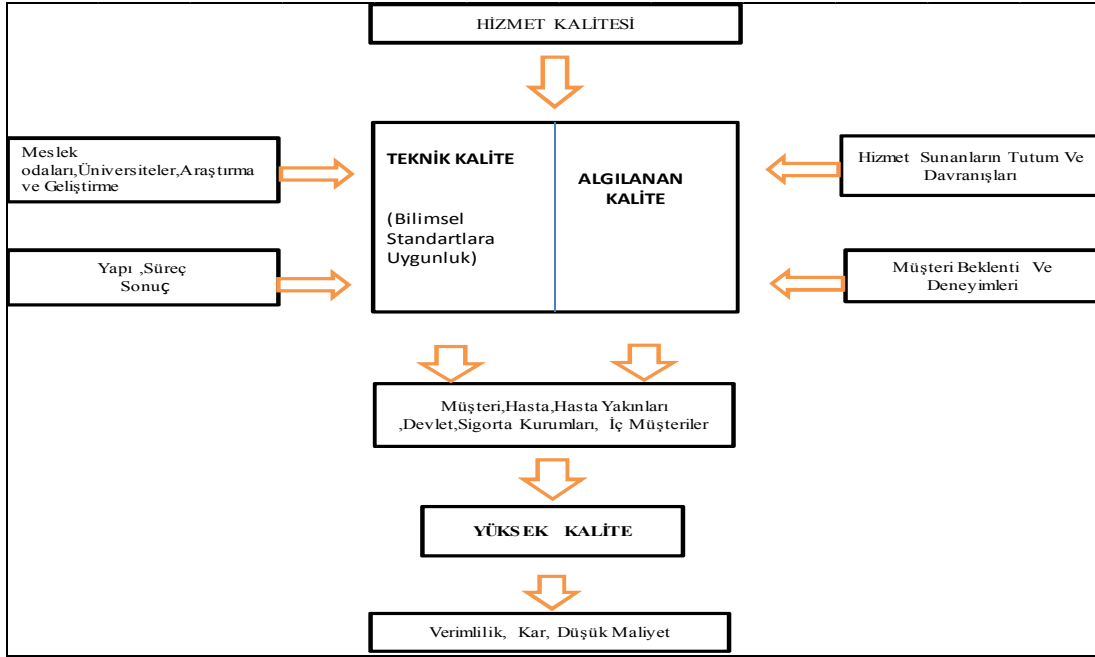 HİZMET KALİTESİ
Meslek
odaları,Üniversiteler,Araştırma
ve Geliştirme
Yapı ,Süreç
Sonuç
TEKNİK KALİTE
(Bilimsel
Standartlara
Uygunluk)
ALGILANAN
KALİTE
Hizmet Sunanların Tutum Ve
Davranışları
Müşteri Beklenti Ve
Deneyimleri
Müşteri,Hasta,Hasta Yakınları
,Devlet,Sigorta Kurumları, İç Müşteriler
YÜKSEK KALİTE
Verimlilik, Kar, Düşük Maliyet